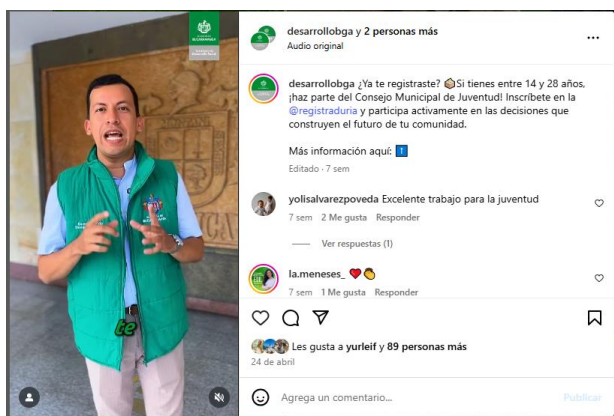 desarrollobga y 2 personas más
Audio original
desarrollobga ¿Ya te registraste? Si tienes entre 14 y 28 años,
¡haz parte del Consejo Municipal de Juventud! Inscríbete en la
@registraduria y participa activamente en las decisiones que
construyen el futuro de tu comunidad.
Más información aquí: ⬆️
Editado · 7 sem
yolisalvarezpoveda Excelente trabajo para la juventud
7 sem 2 Me gusta Responder
Ver respuestas (1)
la.meneses_ ❤️👏
7 sem 1 Me gusta Responder
Les gusta a yurleif y 89 personas más
24 de abril
Agrega un comentario...
Publicar
te